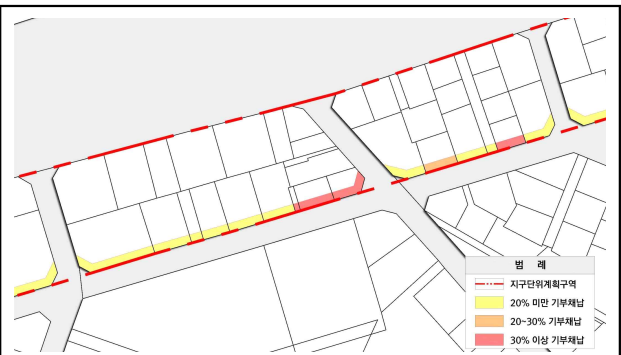 범 례
지구단위계획구역
20% 미만 기부채납
20~30% 기부채납
30% 이상 기부채납